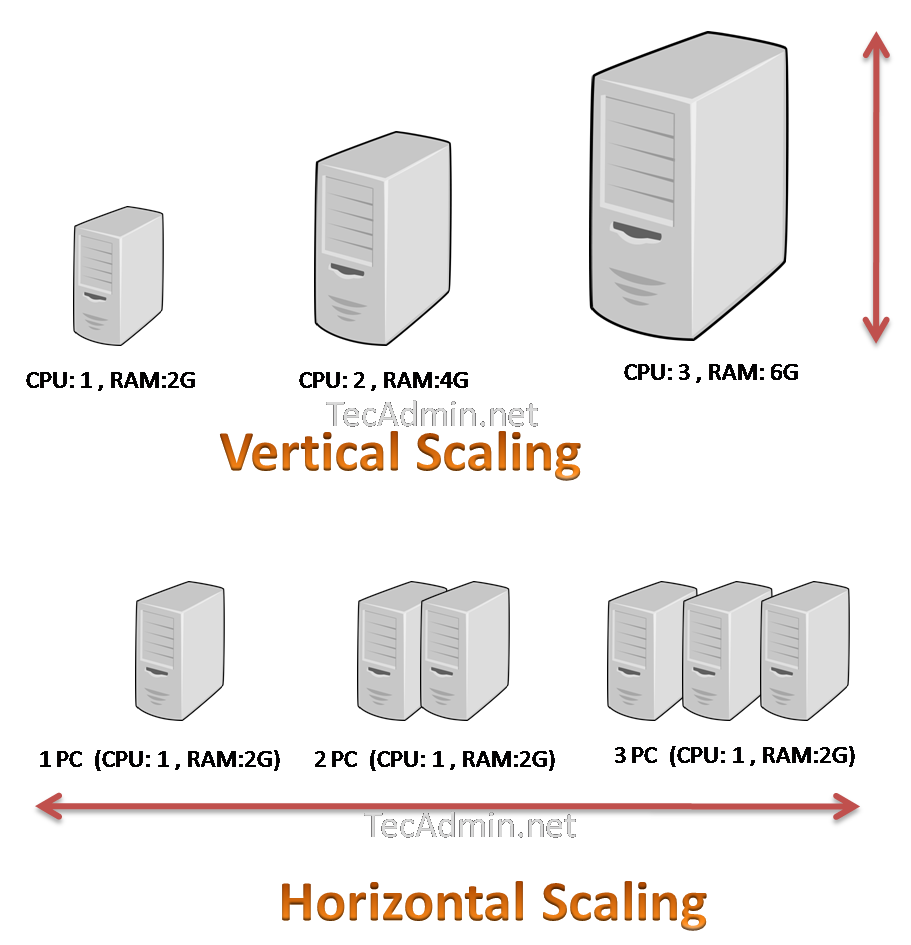 CPU: 1 , RAM:2G
CPU: 2 , RAM:4G
CPU: 3 , RAM: 6G
TecAdmin.net
Vertical Scaling
1 PC (CPU: 1 , RAM:2G)
2 PC (CPU: 1 , RAM:2G)
3 PC (CPU: 1 , RAM:2G)
TecAdmin.net
Horizontal Scaling